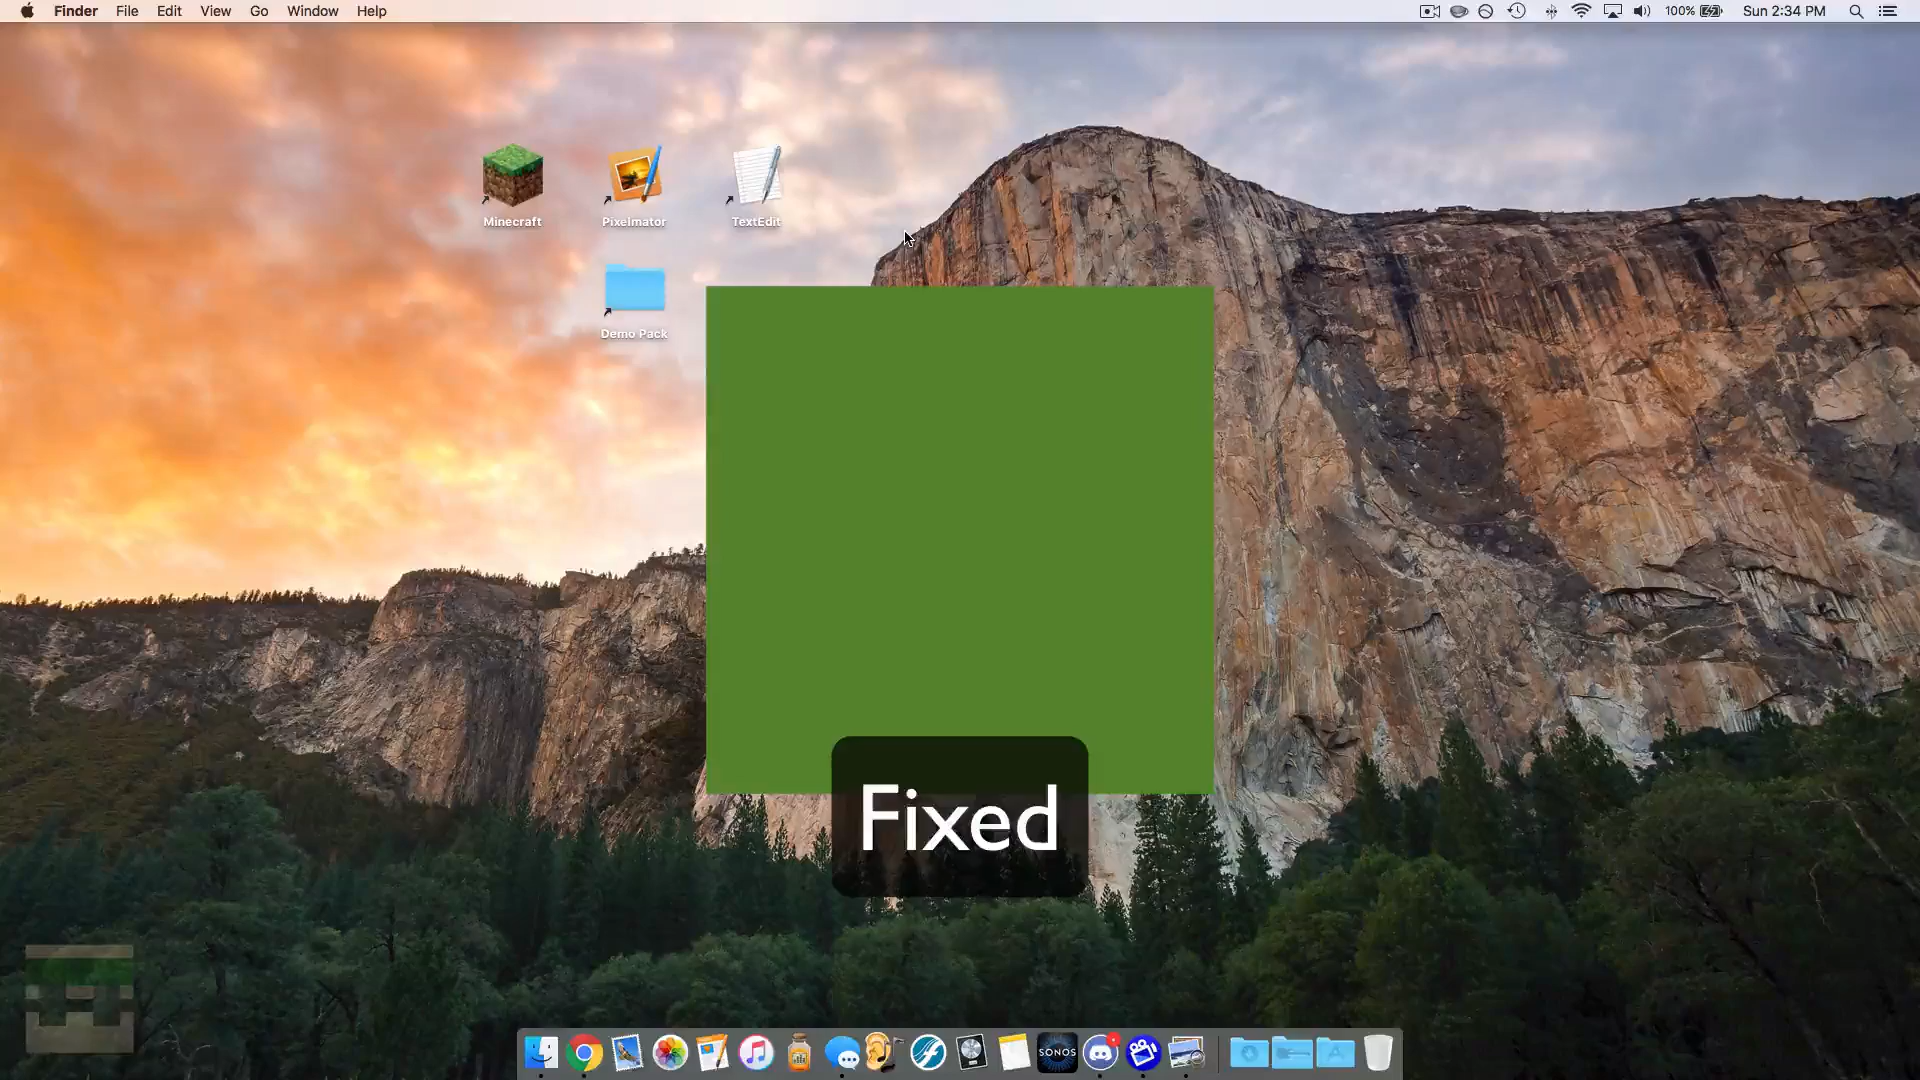 Finder File Edit View Go Window Help 100% Sun 2:34 PM
Minecraft Pixelmator TextEdit
Demo Pack
Fixed
SONOS